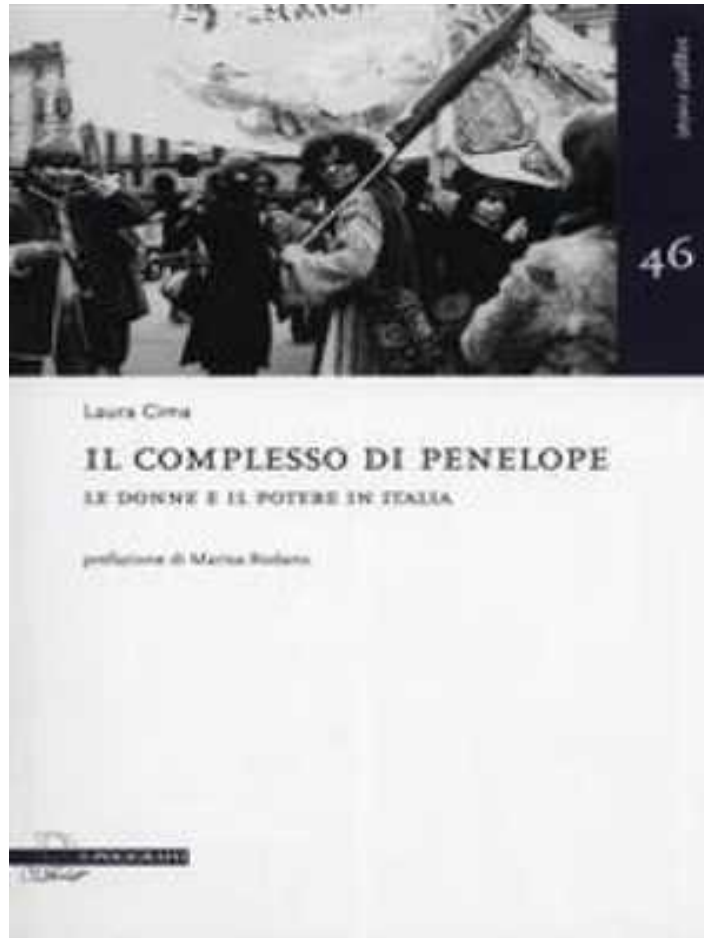 46
Laura Cima
IL COMPLESSO DI PENELOPE
LE DONNE E IL POTERE IN ITALIA
prefazione di Marisa Rodano